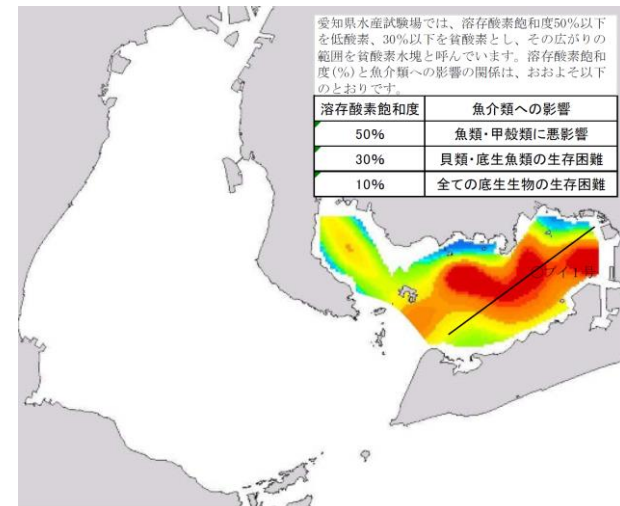 愛知県水産試験場では、溶存酸素飽和度50%以下
を低酸素、30%以下を貧酸素とし、その広がりの
範囲を貧酸素水塊と呼んでいます。溶存酸素飽和
度(%)と魚介類への影響の関係は、おおよそ以下
のとおりです。
溶存酸素飽和度 魚介類への影響
50% 魚類・甲殻類に悪影響
30% 貝類・底生魚類の生存困難
10% 全ての底生生物の生存困難
ブイ1号